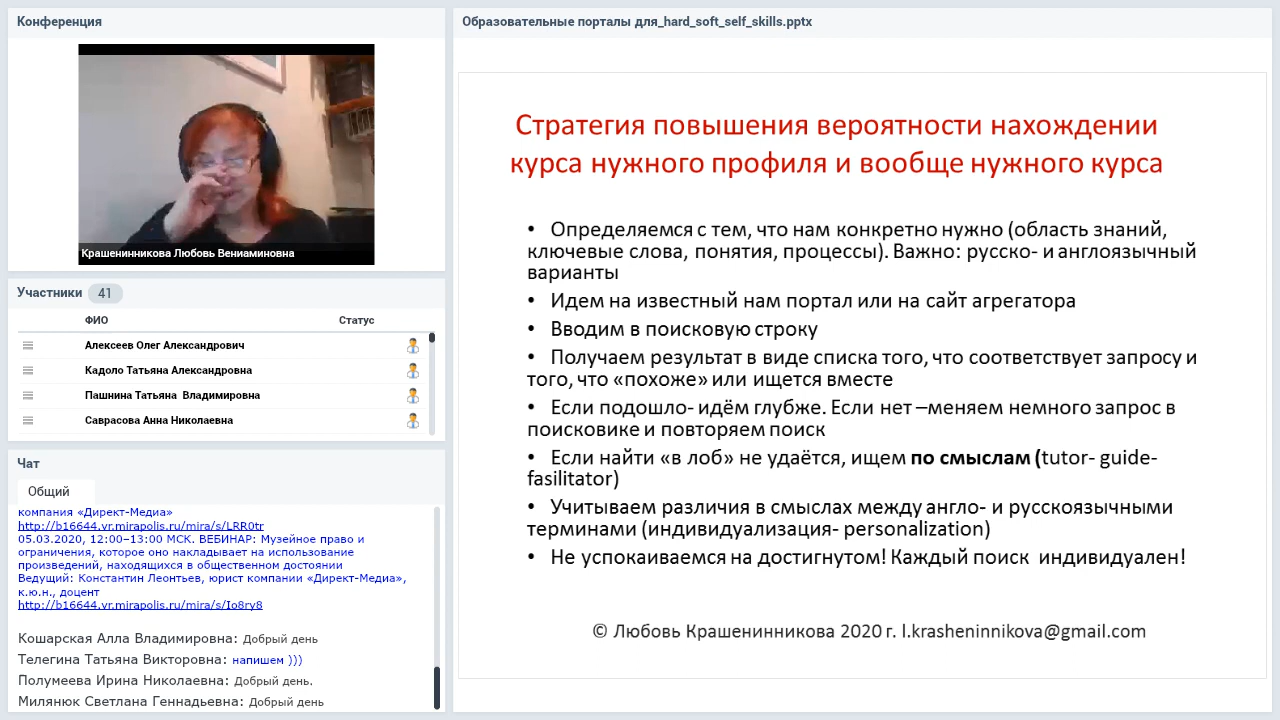 Конференция
Крашенинникова Любовь Вениаминовна
Участники 41
ФИО Статус
Алексеев Олег Александрович
Кадоло Татьяна Александровна
Пашнина Татьяна Владимировна
Саврасова Анна Николаевна
Чат
Общий
компания «Директ-Медиа»
http://b16644.vr.mirapolis.ru/mira/s/LRR0tr
05.03.2020, 12:00–13:00 МСК. ВЕБИНАР: Музейное право и
ограничения, которое оно накладывает на использование
произведений, находящихся в общественном достоянии
Ведущий: Константин Леонтьев, юрист компании «Директ-Медиа»,
к.ю.н., доцент
http://b16644.vr.mirapolis.ru/mira/s/Io8ry8
Кошарская Алла Владимировна: Добрый день
Телегина Татьяна Викторовна: напишем )))
Полумеева Ирина Николаевна: Добрый день.
Милянюк Светлана Геннадьевна: Добрый день
Образовательные порталы для_hard_soft_self_skills.pptx
Стратегия повышения вероятности нахождении
курса нужного профиля и вообще нужного курса
• Определяемся с тем, что нам конкретно нужно (область знаний,
ключевые слова, понятия, процессы). Важно: русско- и англоязычный
варианты
• Идем на известный нам портал или на сайт агрегатора
• Вводим в поисковую строку
• Получаем результат в виде списка того, что соответствует запросу и
того, что «похоже» или ищется вместе
• Если подошло- идём глубже. Если нет –меняем немного запрос в
поисковике и повторяем поиск
• Если найти «в лоб» не удаётся, ищем по смыслам (tutor- guide-
fasilitator)
• Учитываем различия в смыслах между англо- и русскоязычными
терминами (индивидуализация- personalization)
• Не успокаиваемся на достигнутом! Каждый поиск индивидуален!
© Любовь Крашенинникова 2020 г. l.krasheninnikova@gmail.com